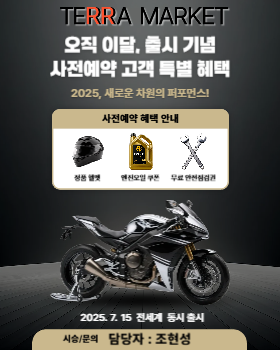 TERRA MARKET
오직 이달, 출시 기념
사전예약 고객 특별 혜택
2025, 새로운 차원의 퍼포먼스!
사전예약 혜택 안내
정품 헬멧 엔진오일 쿠폰 무료 안전점검권
2025. 7. 15 전세계 동시 출시
시승/문의 담당자 : 조현성